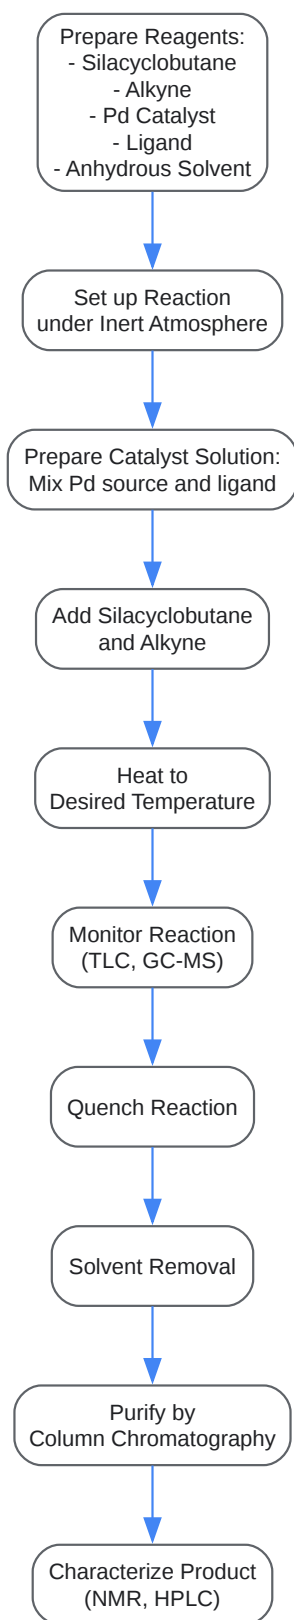 Prepare Reagents:
- Silacyclobutane
- Alkyne
- Pd Catalyst
- Ligand
- Anhydrous Solvent
Set up Reaction
under Inert Atmosphere
Prepare Catalyst Solution:
Mix Pd source and ligand
Add Silacyclobutane
and Alkyne
Heat to
Desired Temperature
Monitor Reaction
(TLC, GC-MS)
Quench Reaction
Solvent Removal
Purify by
Column Chromatography
Characterize Product
(NMR, HPLC)